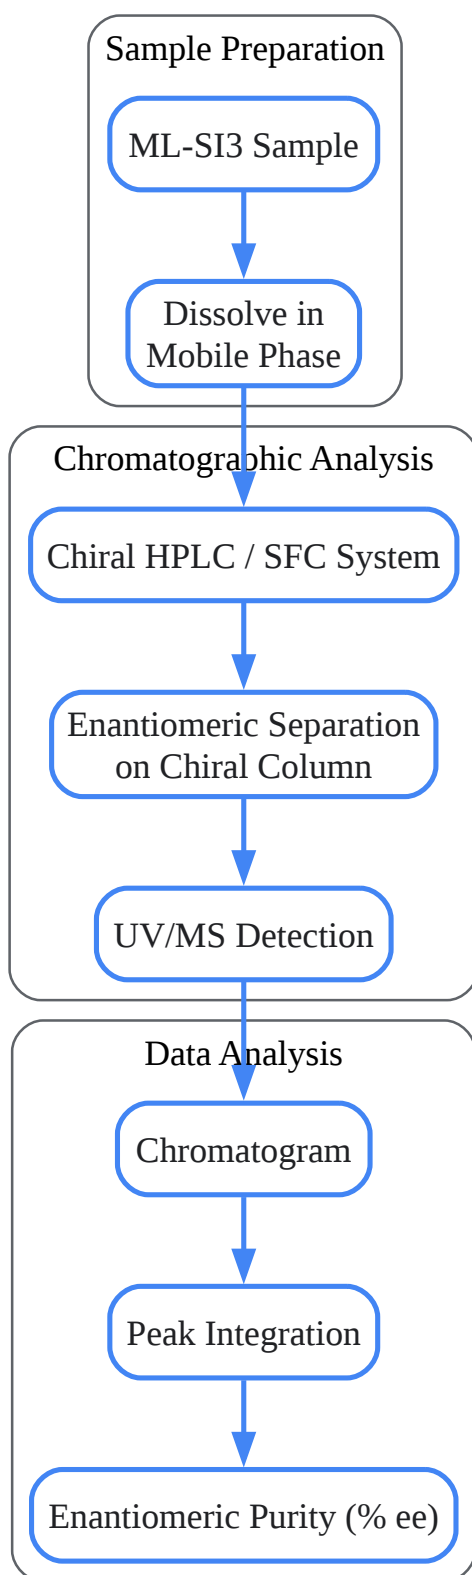 Sample Preparation
ML-SI3 Sample
Dissolve in
Mobile Phase
Chromatographic Analysis
Chiral HPLC / SFC System
Enantiomeric Separation
on Chiral Column
UV/MS Detection
Data Analysis
Chromatogram
Peak Integration
Enantiomeric Purity (% ee)